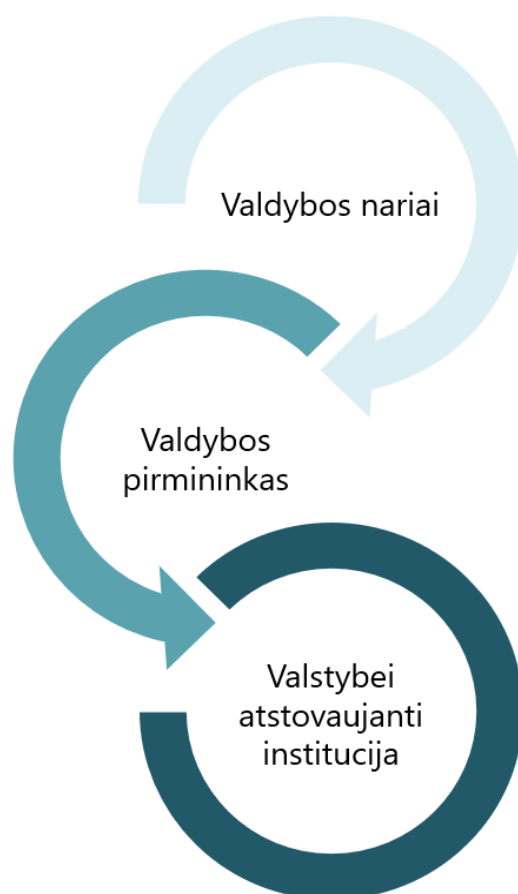 Valdybos nariai
Valdybos
pirmininkas
Valstybei
atstovaujanti
institucija